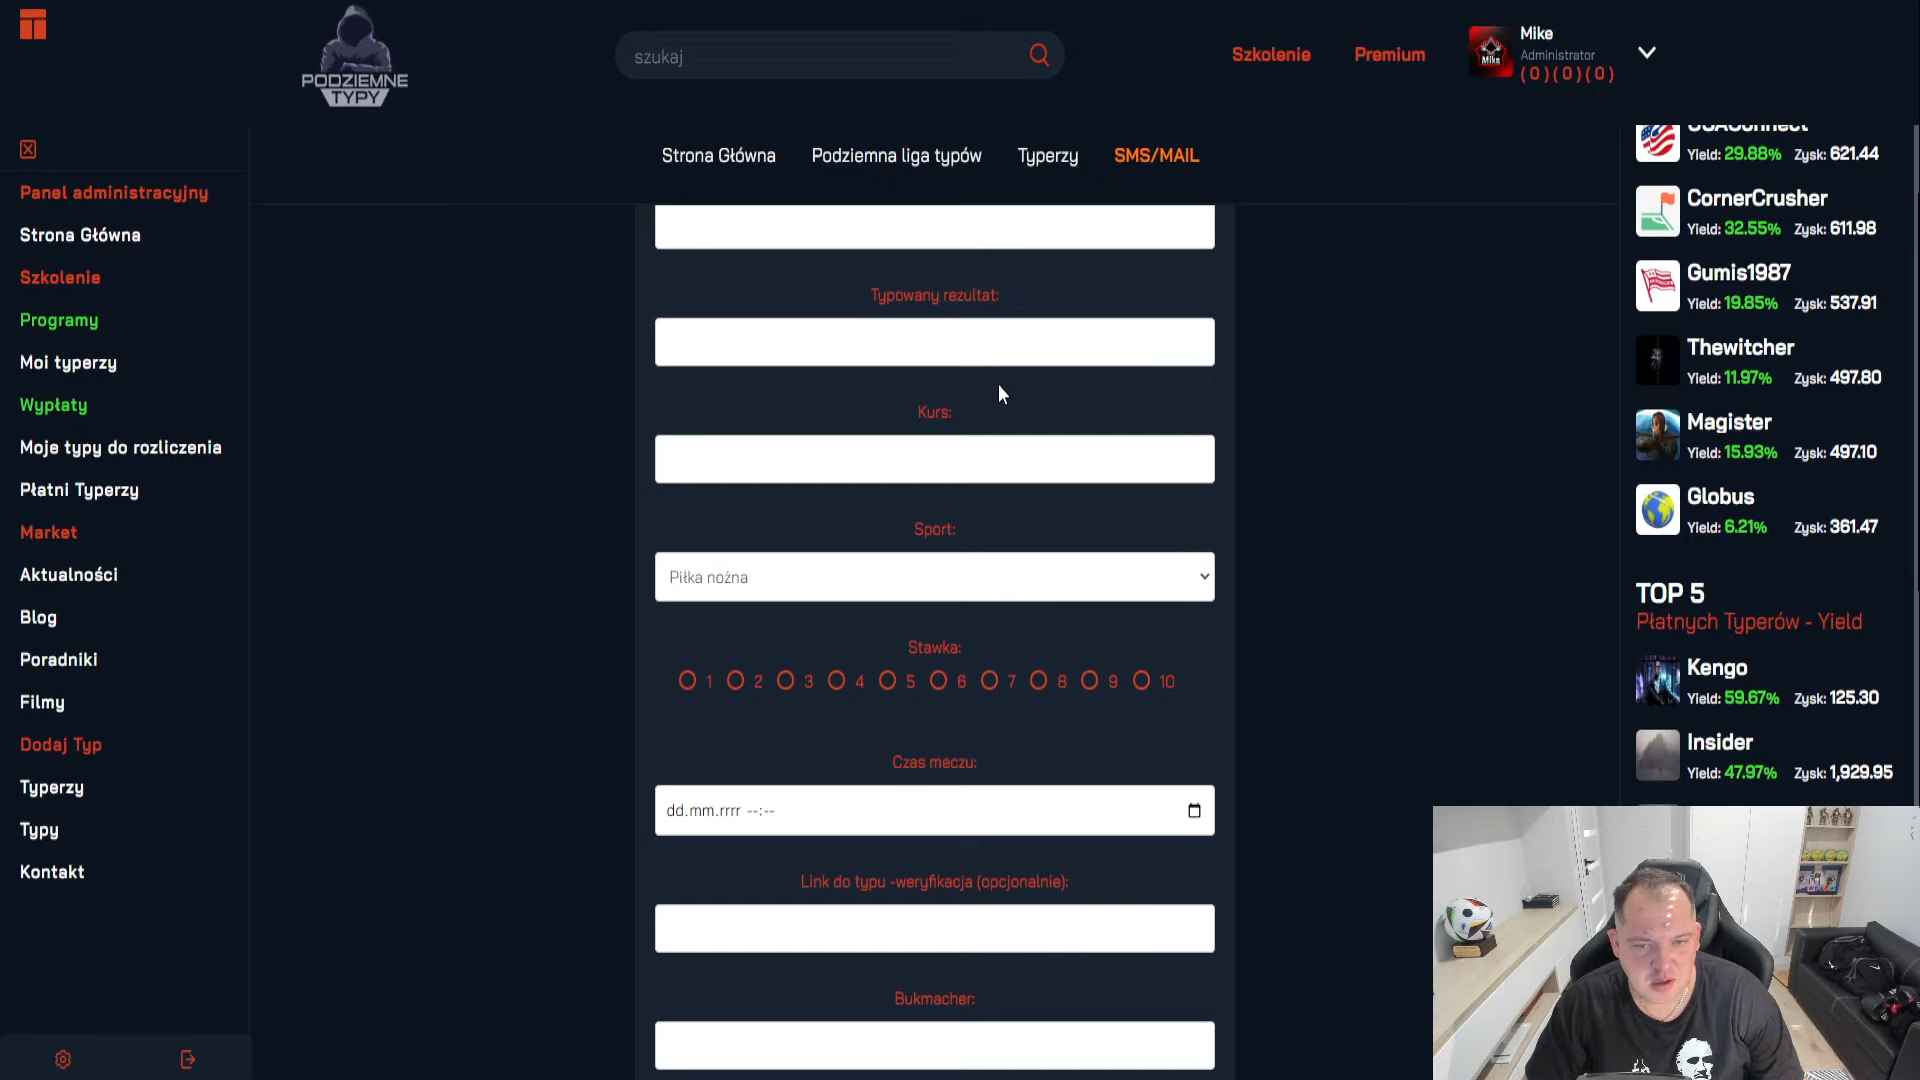 PODZIEMNE
TYPY
szukaj
Szkolenie
Premium
Mike
Administrator
(0)(0)(0)
Strona Główna
Podziemna liga typów
Typerzy
SMS/MAIL
Panel administracyjny
Strona Główna
Szkolenie
Programy
Moi typerzy
Wypłaty
Moje typy do rozliczenia
Płatni Typerzy
Market
Aktualności
Blog
Poradniki
Filmy
Dodaj Typ
Typerzy
Typy
Kontakt
Typowany rezultat:
Kurs:
Sport:
Piłka nożna
Stawka:
1 2 3 4 5 6 7 8 9 10
Czas meczu:
dd.mm.rrrr --:--
Link do typu -weryfikacja (opcjonalnie):
Bukmacher:
Yield: 29.88% Zysk: 621.44
CornerCrusher
Yield: 32.55% Zysk: 611.98
Gumis1987
Yield: 19.85% Zysk: 537.91
Thewitcher
Yield: 11.97% Zysk: 497.80
Magister
Yield: 15.93% Zysk: 497.10
Globus
Yield: 6.21% Zysk: 361.47
TOP 5
Płatnych Typerów - Yield
Kengo
Yield: 59.67% Zysk: 125.30
Insider
Yield: 47.97% Zysk: 1,929.95